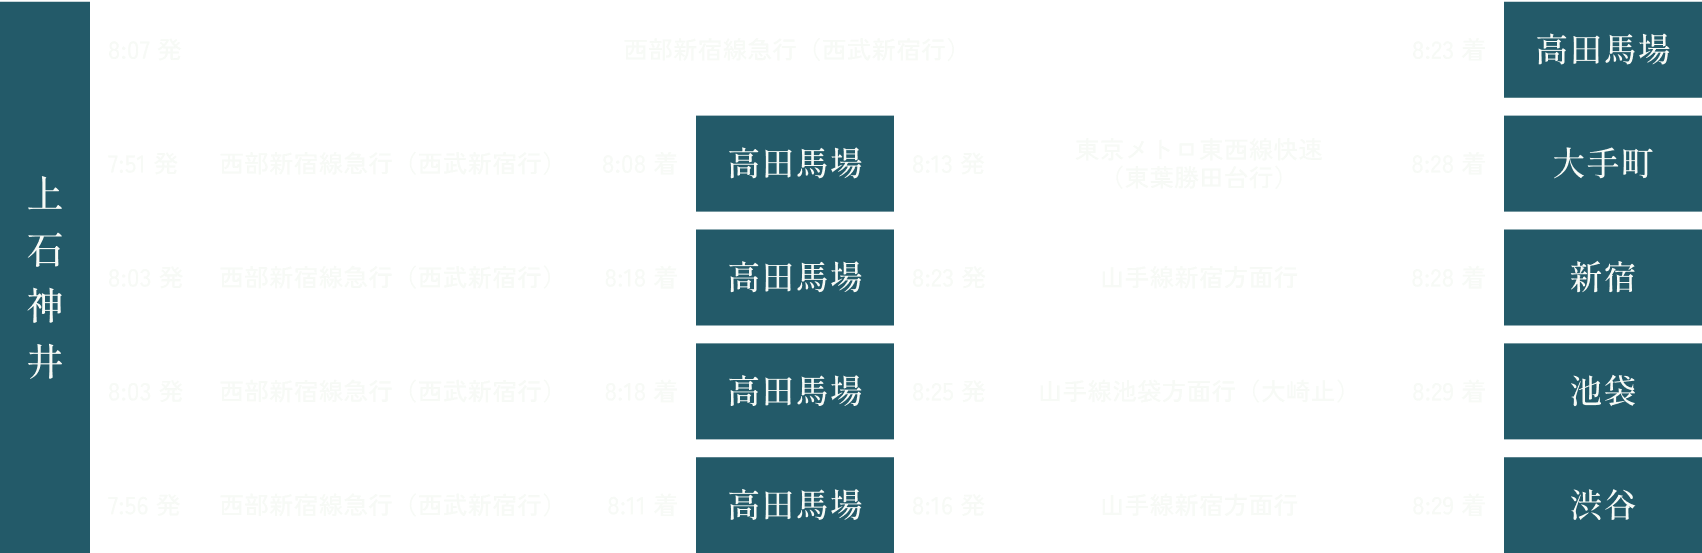 上石神井
8:07 発 西部新宿線急行（西武新宿行） 8:23 着 高田馬場
7:51 発 西部新宿線急行（西武新宿行） 8:08 着 高田馬場 8:13 発 東京メトロ東西線快速 8:28 着 大手町
（東葉勝田台行）
8:03 発 西部新宿線急行（西武新宿行） 8:18 着 高田馬場 8:23 発 山手線新宿方面行 8:28 着 新宿
8:03 発 西部新宿線急行（西武新宿行） 8:18 着 高田馬場 8:25 発 山手線池袋方面行（大崎止） 8:29 着 池袋
7:56 発 西部新宿線急行（西武新宿行） 8:11 着 高田馬場 8:16 発 山手線新宿方面行 8:29 着 渋谷